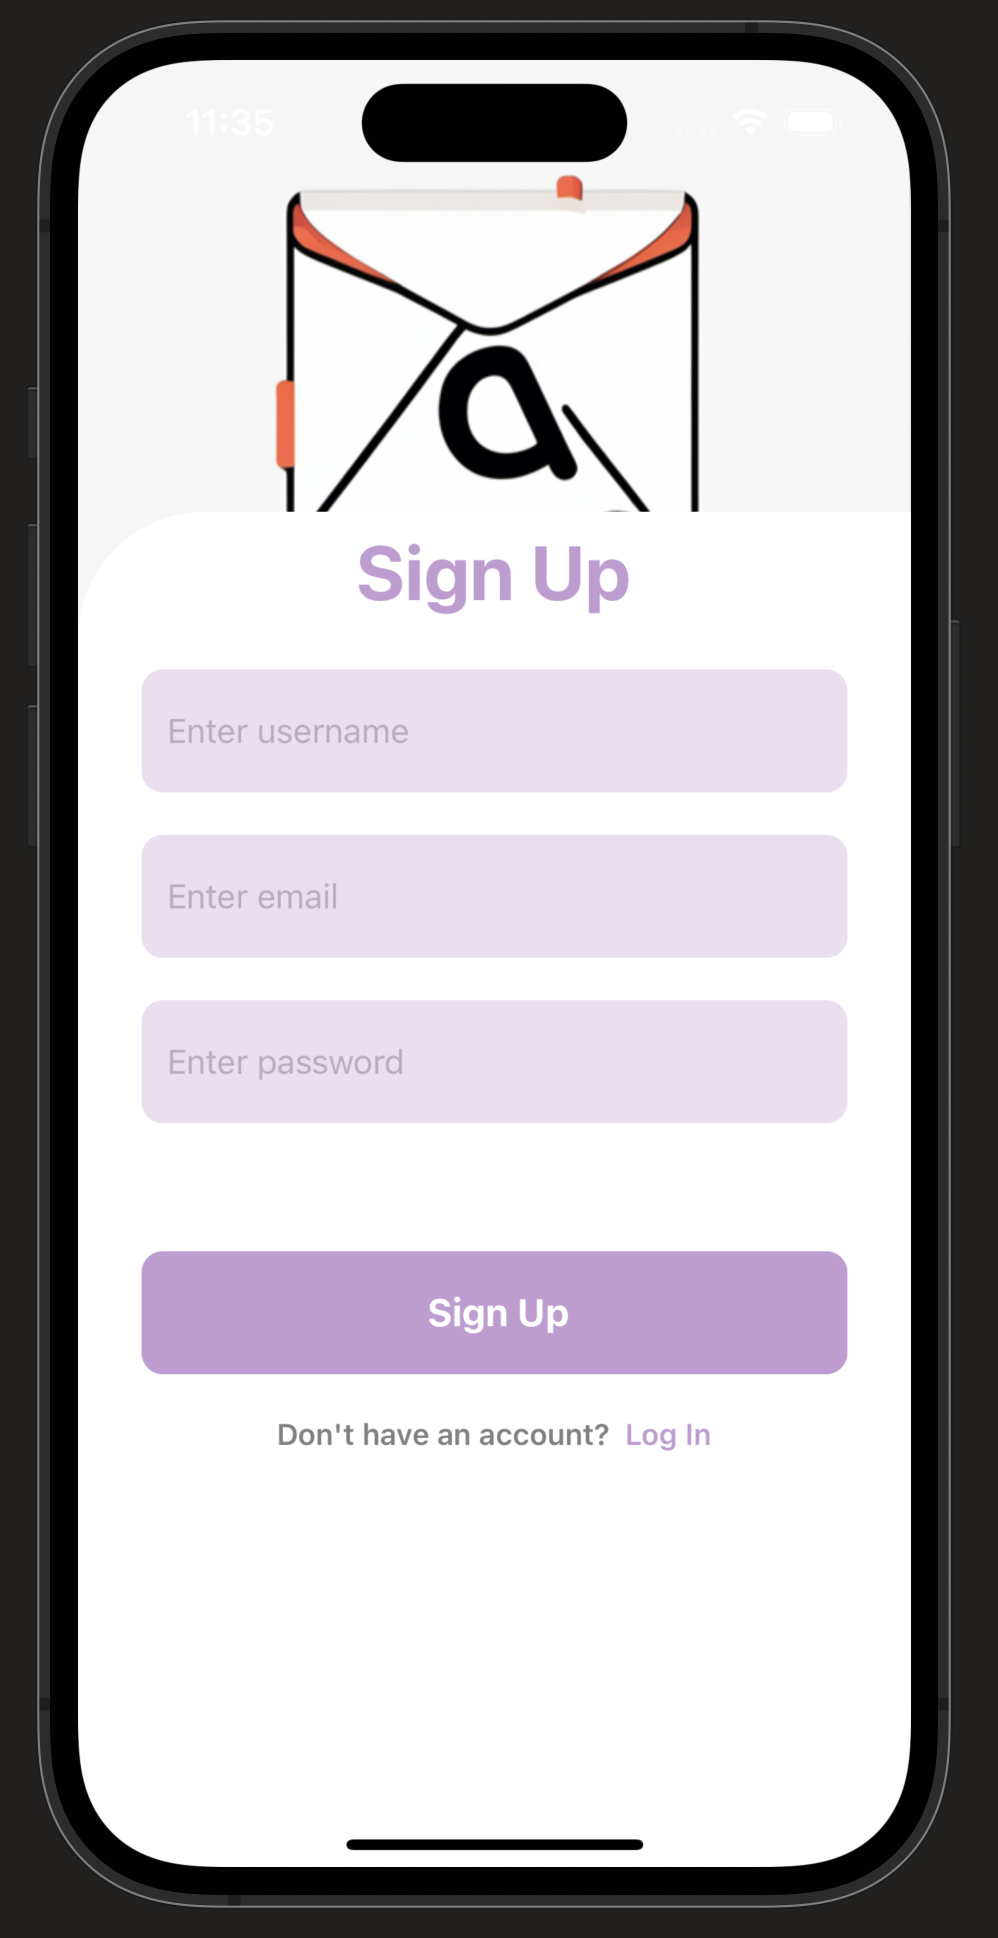 11:35
a
Sign Up
Enter username
Enter email
Enter password
Sign Up
Don't have an account? Log In